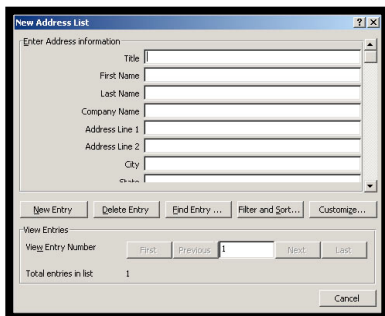 New Address List
Enter Address information
Title
First Name
Last Name
Company Name
Address Line 1
Address Line 2
City
State
New Entry Delete Entry Find Entry ... Filter and Sort... Customize...
View Entries
View Entry Number First Previous 1 Next Last
Total entries in list 1
Cancel